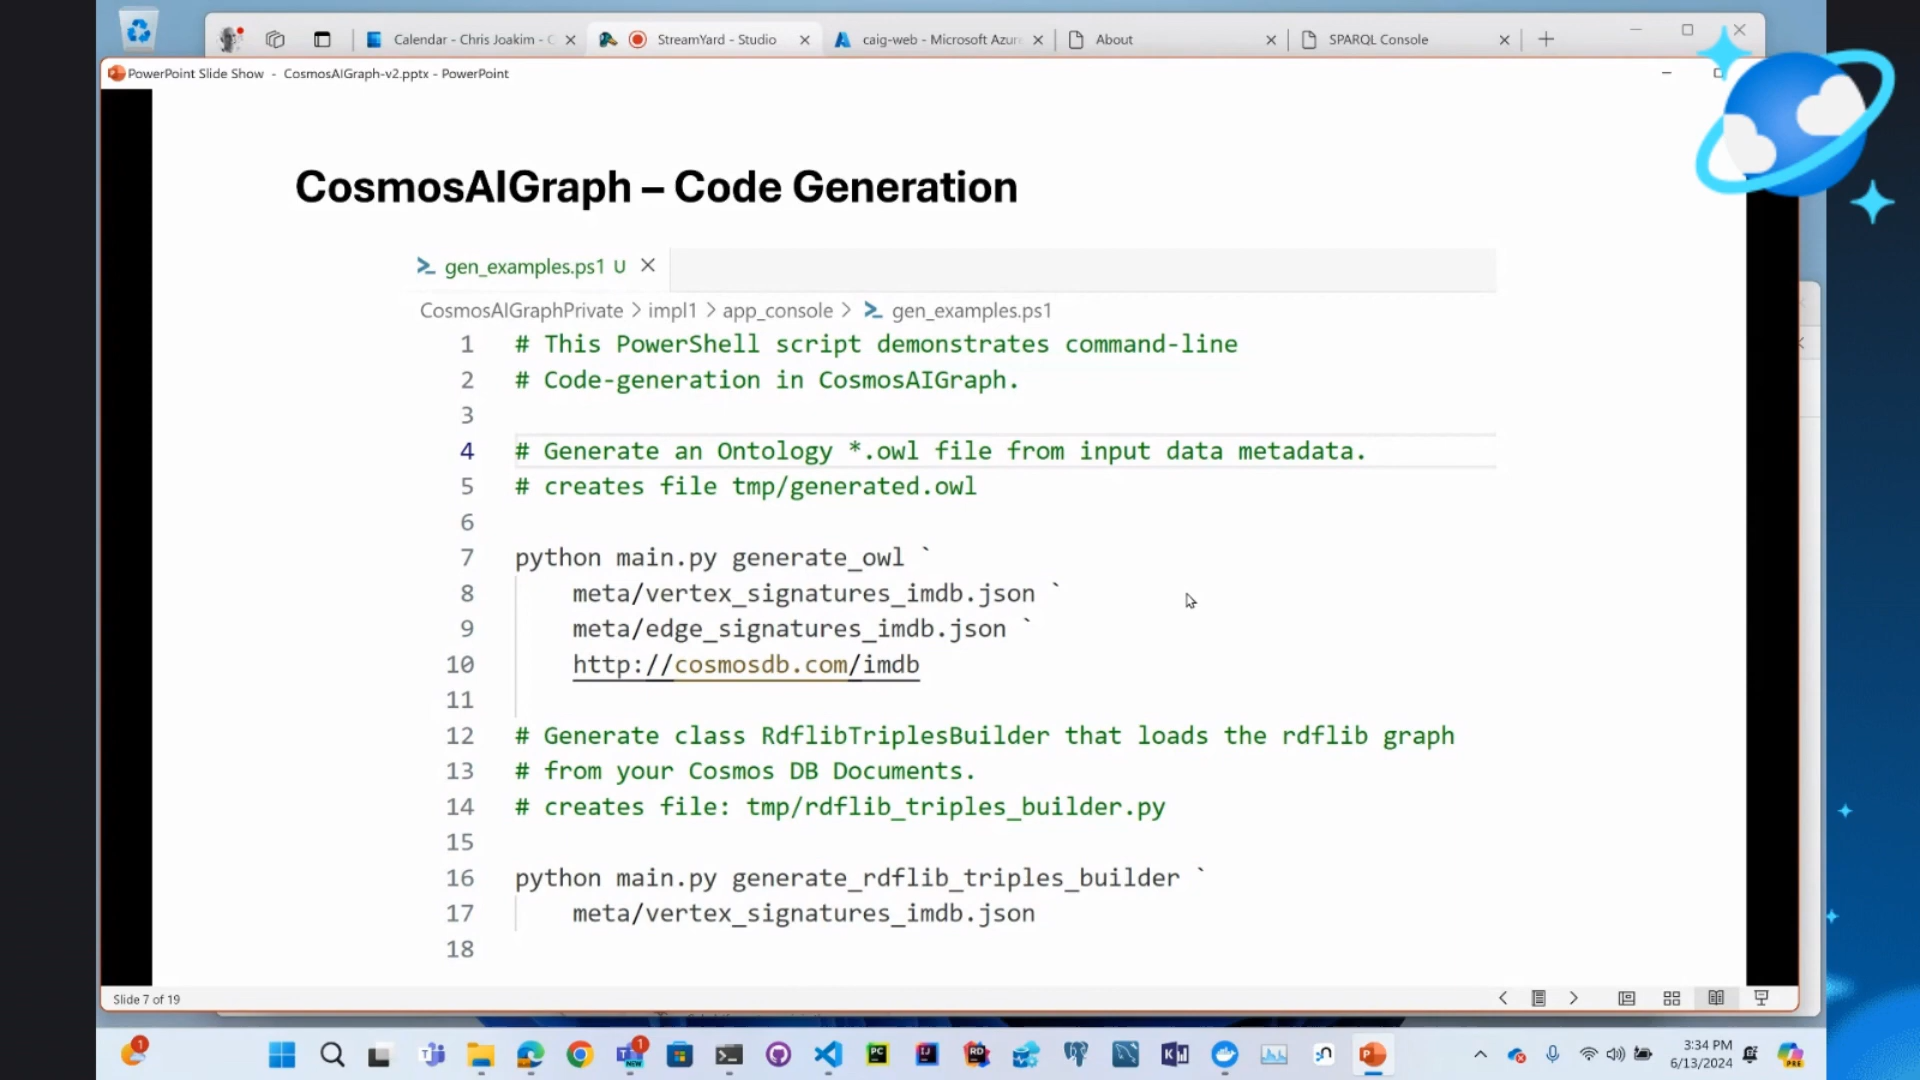 Calendar - Chris Joakim - C
StreamYard - Studio
caig-web - Microsoft Azur
About
SPARQL Console
PowerPoint Slide Show - CosmosAIGraph-v2.pptx - PowerPoint
CosmosAIGraph – Code Generation
gen_examples.ps1 U
CosmosAIGraphPrivate > impl1 > app_console > gen_examples.ps1
1 # This PowerShell script demonstrates command-line
2 # Code-generation in CosmosAIGraph.
3
4 # Generate an Ontology *.owl file from input data metadata.
5 # creates file tmp/generated.owl
6
7 python main.py generate_owl `
8 meta/vertex_signatures_imdb.json `
9 meta/edge_signatures_imdb.json `
10 http://cosmosdb.com/imdb
11
12 # Generate class RdflibTriplesBuilder that loads the rdflib graph
13 # from your Cosmos DB Documents.
14 # creates file: tmp/rdflib_triples_builder.py
15
16 python main.py generate_rdflib_triples_builder `
17 meta/vertex_signatures_imdb.json
18
Slide 7 of 19
3:34 PM
6/13/2024